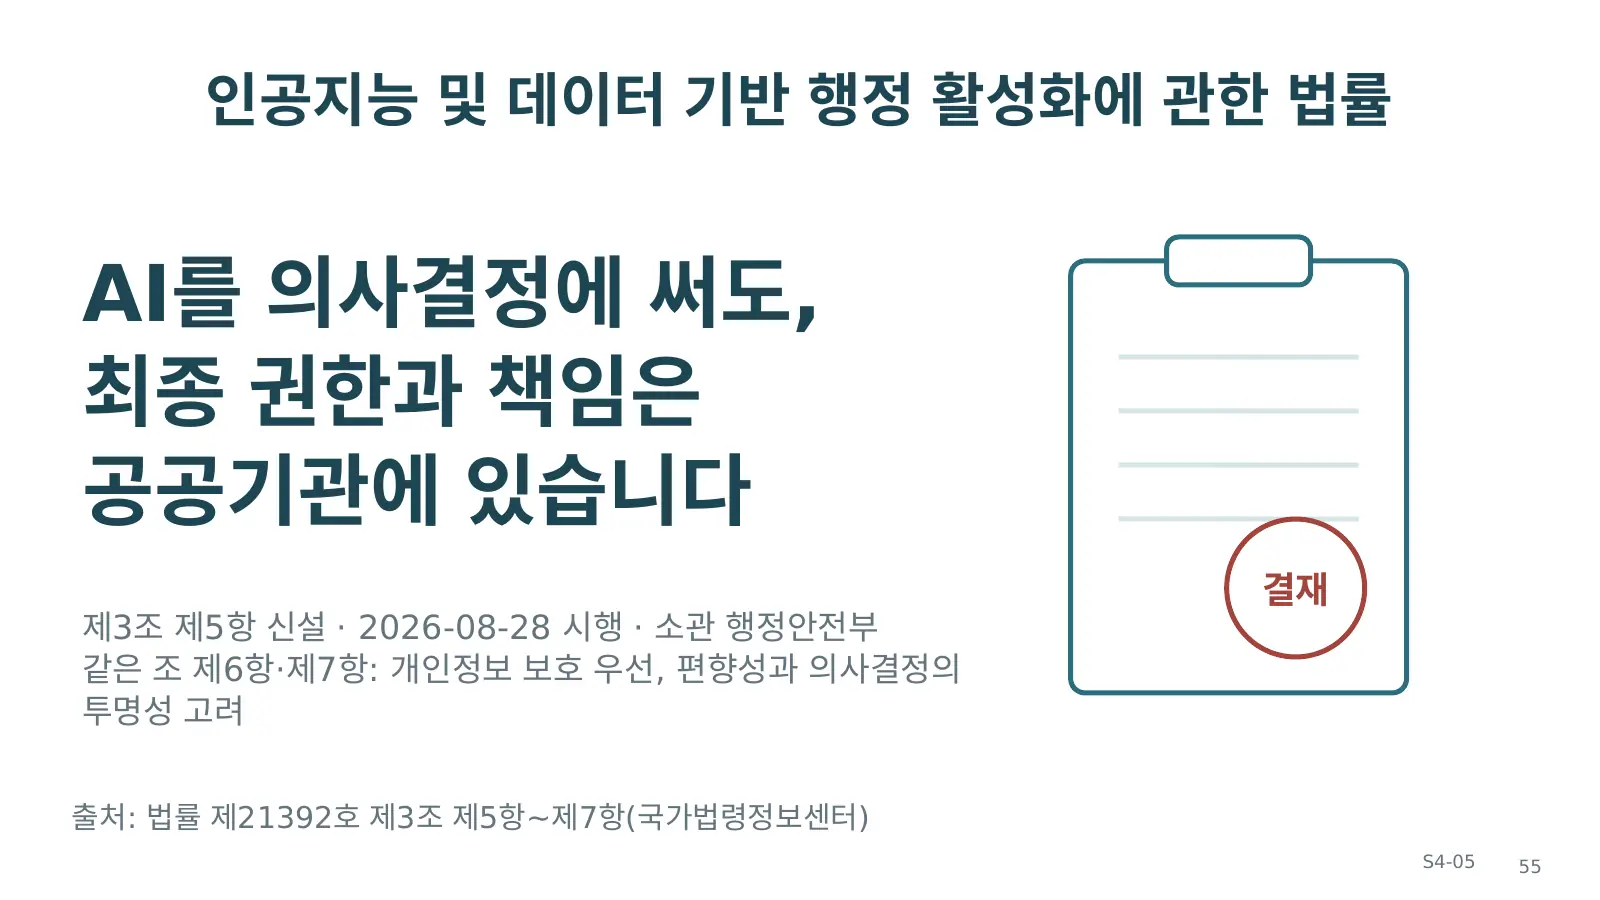 인공지능 및 데이터 기반 행정 활성화에 관한 법률
AI를 의사결정에 써도,
최종 권한과 책임은
공공기관에 있습니다
제3조 제5항 신설 · 2026-08-28 시행 · 소관 행정안전부
같은 조 제6항·제7항: 개인정보 보호 우선, 편향성과 의사결정의
투명성 고려
결재
출처: 법률 제21392호 제3조 제5항~제7항(국가법령정보센터)
S4-05
55